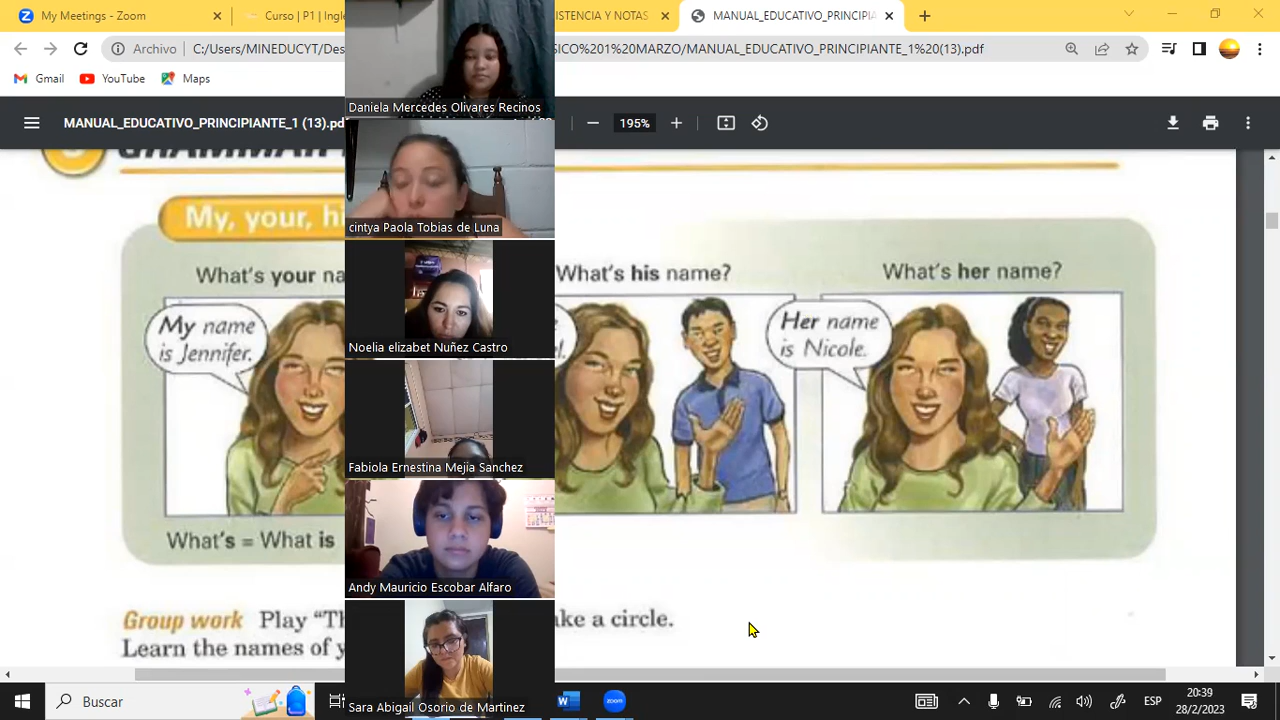 My Meetings - Zoom
Curso | P1 | Ingle
ISTENCIA Y NOTAS
MANUAL_EDUCATIVO_PRINCIPIA
Archivo
C:/Users/MINEDUCYT/Des
SICO%201%20MARZO/MANUAL_EDUCATIVO_PRINCIPIANTE_1%20(13).pdf
Gmail
YouTube
Maps
MANUAL_EDUCATIVO_PRINCIPIANTE_1 (13).pd
195%
GRAMMAR
My, your, hi
What's your na
What's his name?
What's her name?
My name
is Jennifer.
Her name
is Nicole.
What's = What is
Group work Play "Th
ake a circle.
Learn the names of y
Daniela Mercedes Olivares Recinos
cintya Paola Tobias de Luna
Noelia elizabet Nuñez Castro
Fabiola Ernestina Mejia Sanchez
Andy Mauricio Escobar Alfaro
Sara Abigail Osorio de Martinez
Buscar
zoom
ESP
20:39
28/2/2023